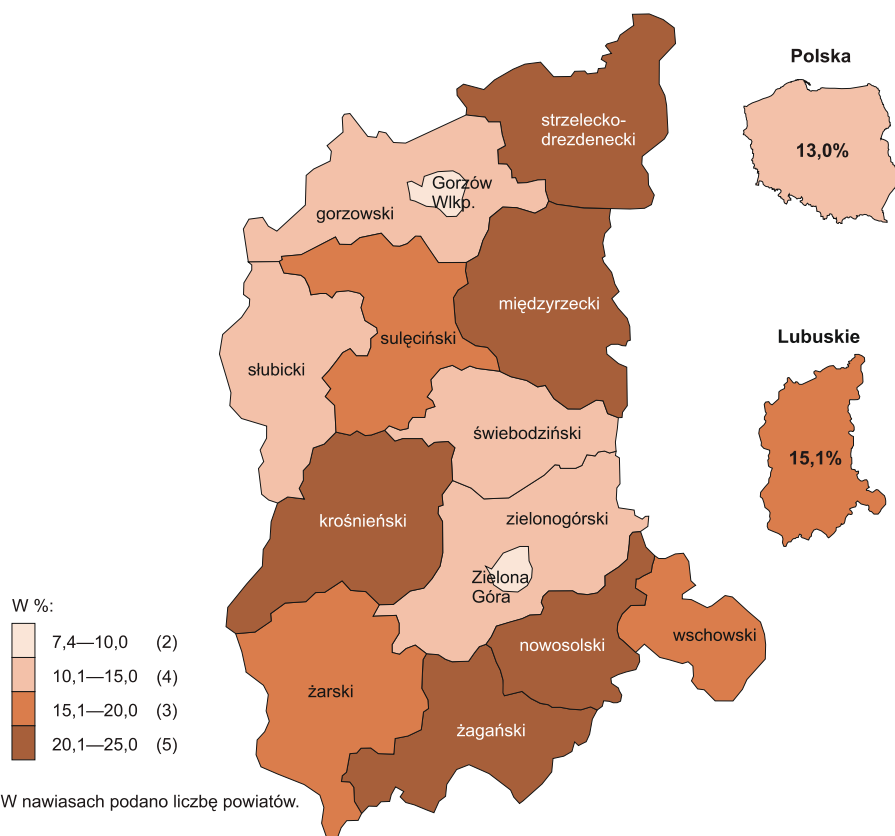 Polska
13,0%
strzelecko-
drezdenecki
Gorzów
Wlkp.
gorzowski
międzyrzecki
sulęciński
słubicki
Lubuskie
15,1%
świebodziński
krośnieński
zielonogórski
Zielona
Góra
nowosolski
wschowski
żarski
żagański
W %:
7,4—10,0 (2)
10,1—15,0 (4)
15,1—20,0 (3)
20,1—25,0 (5)
W nawiasach podano liczbę powiatów.